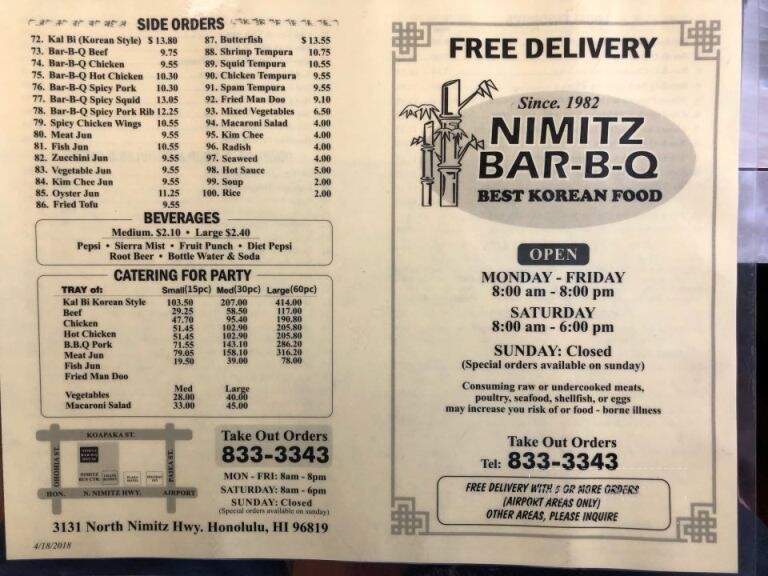 SIDE ORDERS
72. Kal Bi (Korean Style) $ 13.80
73. Bar-B-Q Beef 9.75
74. Bar-B-Q Chicken 9.55
75. Bar-B-Q Hot Chicken 10.30
76. Bar-B-Q Spicy Pork 10.30
77. Bar-B-Q Spicy Squid 13.05
78. Bar-B-Q Spicy Pork Rib 12.25
79. Spicy Chicken Wings 10.55
80. Meat Jun 9.55
81. Fish Jun 10.55
82. Zucchini Jun 9.55
83. Vegetable Jun 9.55
84. Kim Chee Jun 9.55
85. Oyster Jun 11.25
86. Fried Tofu 9.55
87. Butterfish $ 13.55
88. Shrimp Tempura 10.75
89. Squid Tempura 10.55
90. Chicken Tempura 9.55
91. Spam Tempura 9.55
92. Fried Man Doo 9.10
93. Mixed Vegetables 6.50
94. Macaroni Salad 4.00
95. Kim Chee 4.00
96. Radish 4.00
97. Seaweed 4.00
98. Hot Sauce 5.00
99. Soup 2.00
100. Rice 2.00
BEVERAGES
Medium. $2.10 • Large $2.40
Pepsi • Sierra Mist • Fruit Punch • Diet Pepsi
Root Beer • Bottle Water & Soda
CATERING FOR PARTY
TRAY of: Small(15pc) Med(30pc) Large(60pc)
Kal Bi Korean Style 103.50 207.00 414.00
Beef 29.25 58.50 117.00
Chicken 47.70 95.40 190.80
Hot Chicken 51.45 102.90 205.80
B.B.Q Pork 51.45 102.90 205.80
Meat Jun 71.55 143.10 286.20
Fish Jun 79.05 158.10 316.20
Fried Man Doo 19.50 39.00 78.00
Med Large
Vegetables 28.00 40.00
Macaroni Salad 33.00 45.00
KOAPAKA ST.
OHOHIA ST.
PAIEA ST.
NIMITZ
BAR-B-Q
HOUSE
NIMITZ
BUS CTR.
HON. N. NIMITZ HWY. AIRPORT
Take Out Orders
833-3343
MON - FRI: 8am - 8pm
SATURDAY: 8am - 6pm
SUNDAY: Closed
(Special orders available on sunday)
3131 North Nimitz Hwy. Honolulu, HI 96819
4/18/2018
FREE DELIVERY
Since. 1982
NIMITZ
BAR-B-Q
BEST KOREAN FOOD
OPEN
MONDAY - FRIDAY
8:00 am - 8:00 pm
SATURDAY
8:00 am - 6:00 pm
SUNDAY: Closed
(Special orders available on sunday)
Consuming raw or undercooked meats,
poultry, seafood, shellfish, or eggs
may increase you risk of or food - borne illness
Take Out Orders
Tel: 833-3343
FREE DELIVERY WITH 5 OR MORE ORDERS
(AIRPORT AREAS ONLY)
OTHER AREAS, PLEASE INQUIRE